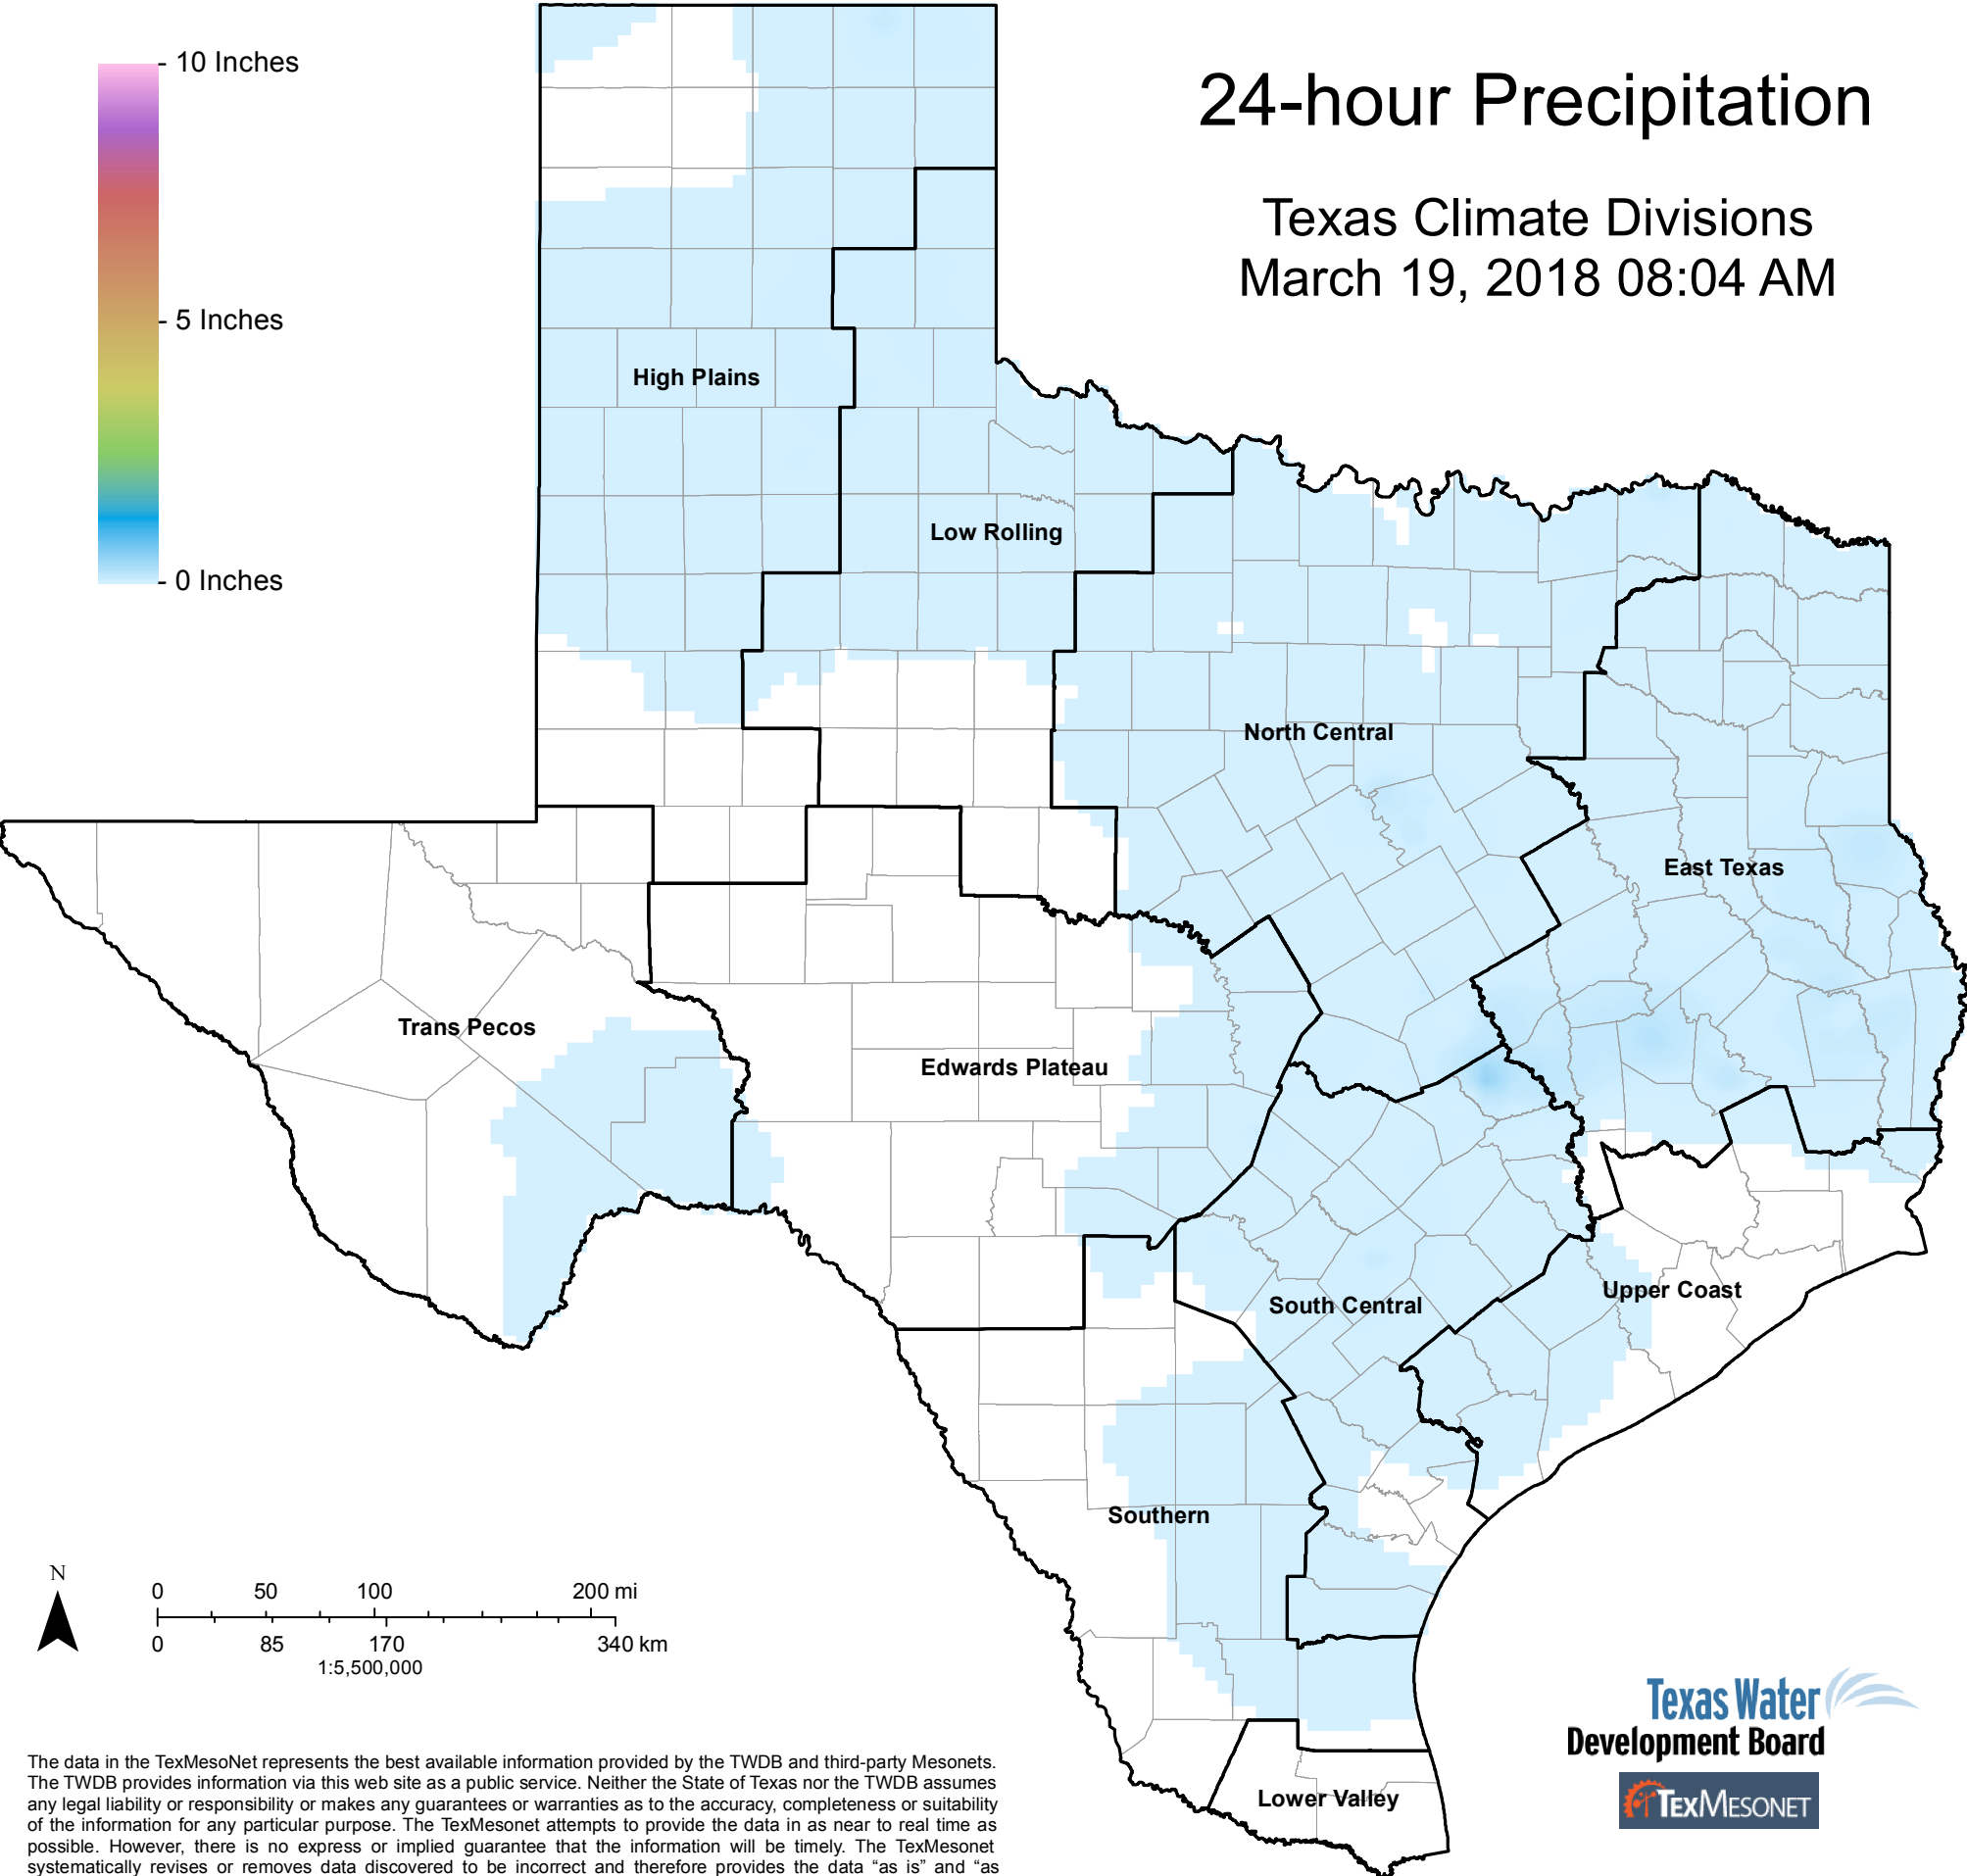 10 Inches
5 Inches
0 Inches
24-hour Precipitation
Texas Climate Divisions
March 19, 2018 08:04 AM
High Plains
Low Rolling
North Central
East Texas
Trans Pecos
Edwards Plateau
Upper Coast
South Central
Southern
Lower Valley
N
0 50 100 200 mi
0 85 170 340 km
1:5,500,000
Texas Water
Development Board
TEXMESONET
The data in the TexMesoNet represents the best available information provided by the TWDB and third-party Mesonets.
The TWDB provides information via this web site as a public service. Neither the State of Texas nor the TWDB assumes
any legal liability or responsibility or makes any guarantees or warranties as to the accuracy, completeness or suitability
of the information for any particular purpose. The TexMesonet attempts to provide the data in as near to real time as
possible. However, there is no express or implied guarantee that the information will be timely. The TexMesonet
systematically revises or removes data discovered to be incorrect and therefore provides the data “as is” and “as